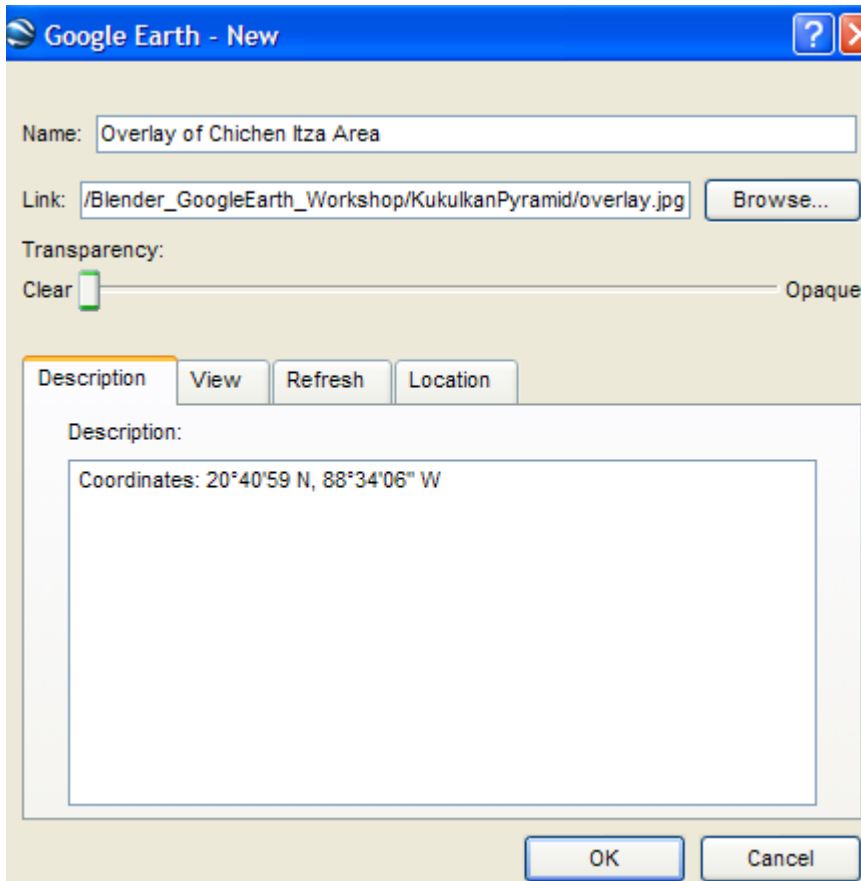 Google Earth - New
Name: Overlay of Chichen Itza Area
Link: /Blender_GoogleEarth_Workshop/KukulkanPyramid/overlay.jpg Browse...
Transparency:
Clear Opaque
Description View Refresh Location
Description:
Coordinates: 20°40'59 N, 88°34'06" W
OK Cancel